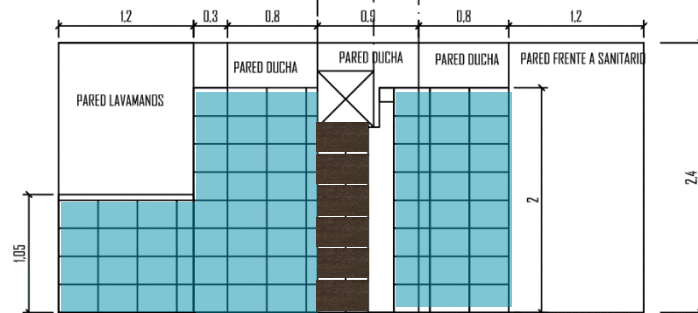 1,2 0,3 0,8 0,9 0,8 1,2
PARED DUCHA
PARED DUCHA
PARED DUCHA
PARED FRENTE A SANITARIO
PARED LAVAMANOS
2,4
2
1,05